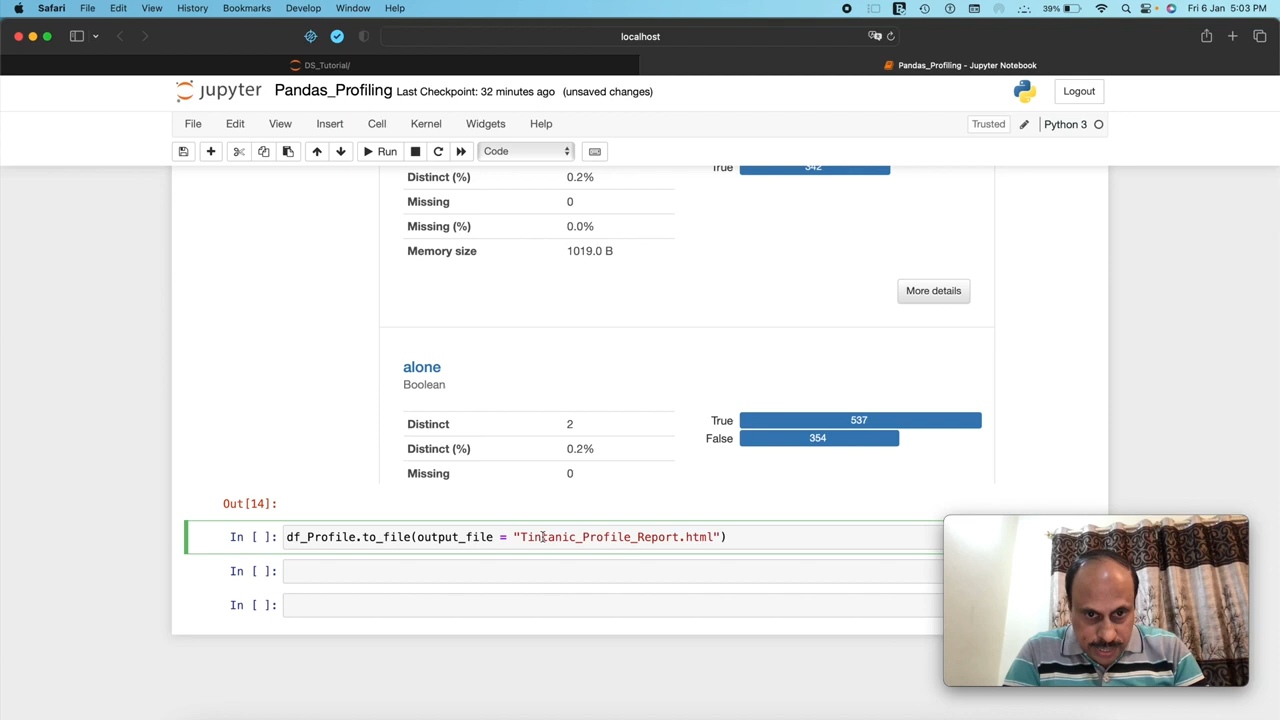 Safari File Edit View History Bookmarks Develop Window Help 39% Fri 6 Jan 5:03 PM
localhost
DS_Tutorial/ Pandas_Profiling - Jupyter Notebook
jupyter Pandas_Profiling Last Checkpoint: 32 minutes ago (unsaved changes) Logout
File Edit View Insert Cell Kernel Widgets Help Trusted Python 3
Run Code
True 342
Distinct (%) 0.2%
Missing 0
Missing (%) 0.0%
Memory size 1019.0 B
More details
alone
Boolean
Distinct 2
Distinct (%) 0.2%
Missing 0
True 537
False 354
Out[14]:
In [ ]: df_Profile.to_file(output_file = "Tintanic_Profile_Report.html")
In [ ]:
In [ ]: